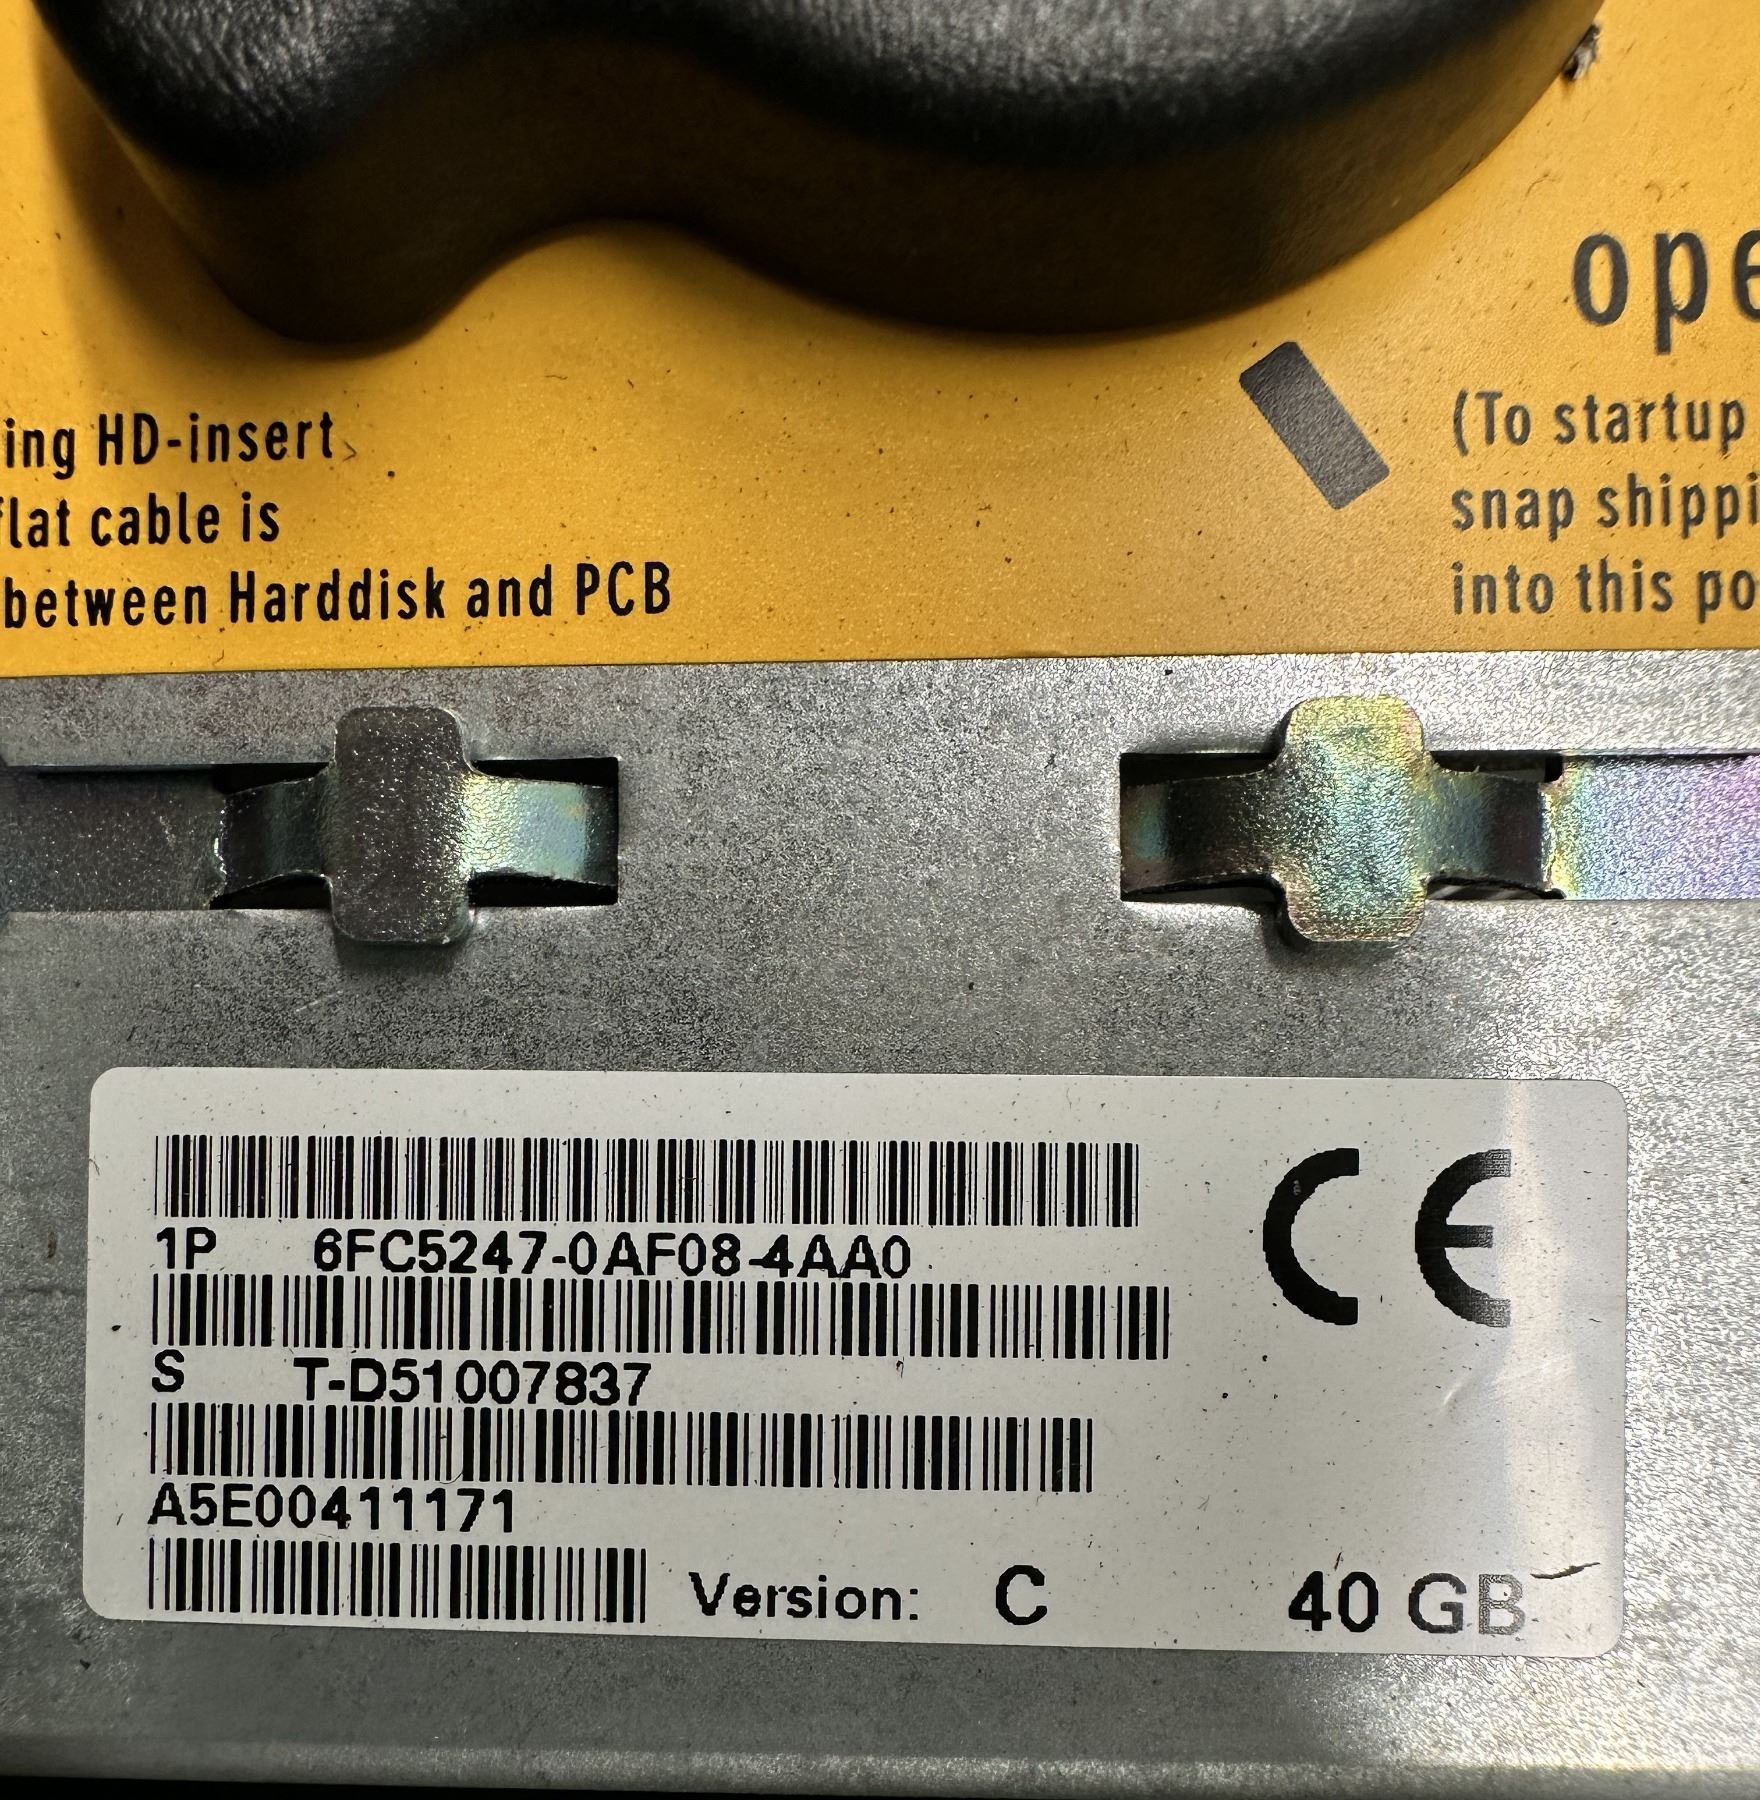 ope
ing HD-insert
flat cable is
between Harddisk and PCB
(To startup
snap shippi
into this po
1P 6FC5247-0AF08-4AA0
CE
S T-D51007837
A5E00411171
Version: C 40 GB